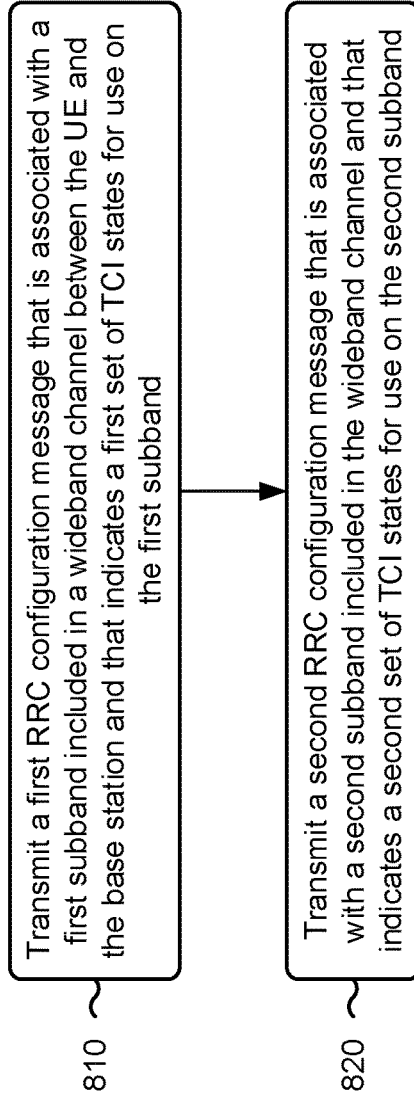 Transmit a first RRC configuration message that is associated with a
first subband included in a wideband channel between the UE and
the base station and that indicates a first set of TCI states for use on
the first subband
810
Transmit a second RRC configuration message that is associated
with a second subband included in the wideband channel and that
indicates a second set of TCI states for use on the second subband
820